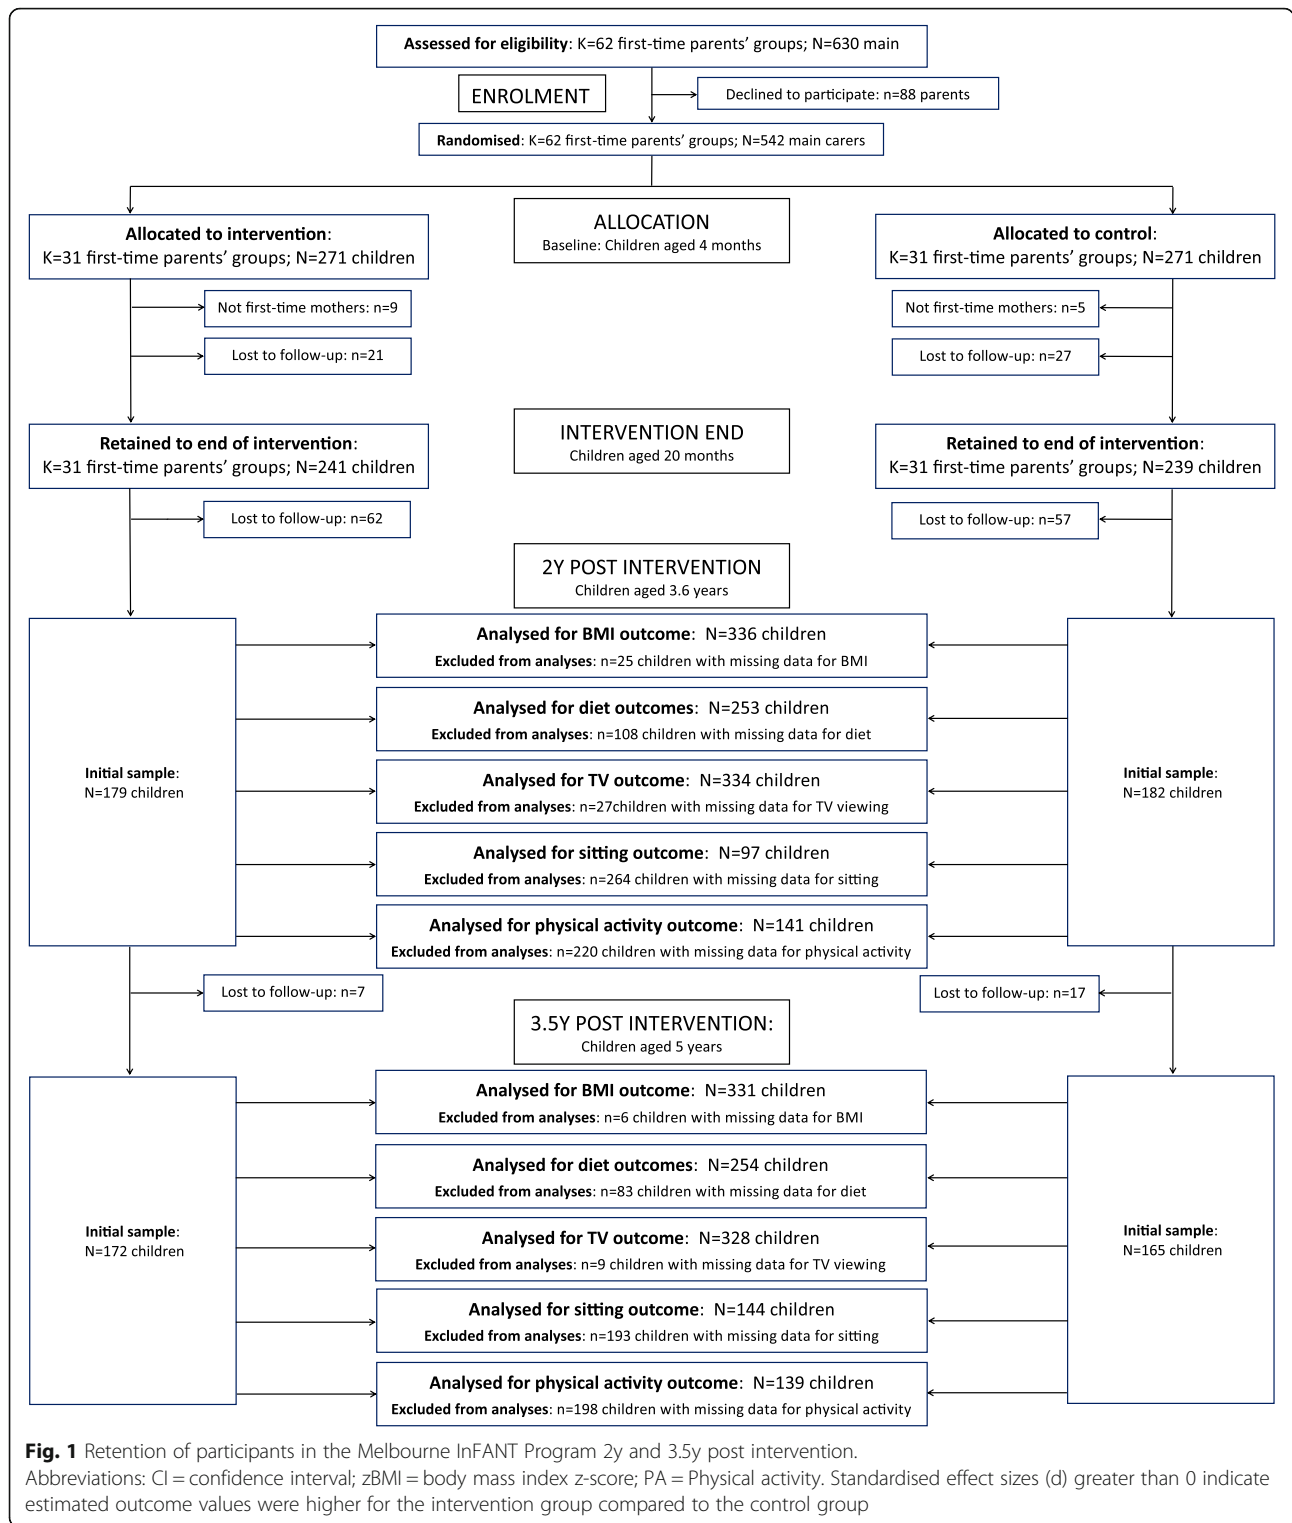 Assessed for eligibility: K=62 first-time parents' groups; N=630 main
ENROLMENT
Declined to participate: n=88 parents
Randomised: K=62 first-time parents' groups; N=542 main carers
ALLOCATION
Baseline: Children aged 4 months
Allocated to intervention:
K=31 first-time parents' groups; N=271 children
Allocated to control:
K=31 first-time parents' groups; N=271 children
Not first-time mothers: n=9
Not first-time mothers: n=5
Lost to follow-up: n=21
Lost to follow-up: n=27
INTERVENTION END
Children aged 20 months
Retained to end of intervention:
K=31 first-time parents' groups; N=241 children
Retained to end of intervention:
K=31 first-time parents' groups; N=239 children
Lost to follow-up: n=62
Lost to follow-up: n=57
2Y POST INTERVENTION
Children aged 3.6 years
Initial sample:
N=179 children
Analysed for BMI outcome: N=336 children
Excluded from analyses: n=25 children with missing data for BMI
Analysed for diet outcomes: N=253 children
Excluded from analyses: n=108 children with missing data for diet
Analysed for TV outcome: N=334 children
Excluded from analyses: n=27children with missing data for TV viewing
Analysed for sitting outcome: N=97 children
Excluded from analyses: n=264 children with missing data for sitting
Analysed for physical activity outcome: N=141 children
Excluded from analyses: n=220 children with missing data for physical activity
Initial sample:
N=182 children
Lost to follow-up: n=7
Lost to follow-up: n=17
3.5Y POST INTERVENTION:
Children aged 5 years
Initial sample:
N=172 children
Analysed for BMI outcome: N=331 children
Excluded from analyses: n=6 children with missing data for BMI
Analysed for diet outcomes: N=254 children
Excluded from analyses: n=83 children with missing data for diet
Analysed for TV outcome: N=328 children
Excluded from analyses: n=9 children with missing data for TV viewing
Analysed for sitting outcome: N=144 children
Excluded from analyses: n=193 children with missing data for sitting
Analysed for physical activity outcome: N=139 children
Excluded from analyses: n=198 children with missing data for physical activity
Initial sample:
N=165 children
Fig. 1 Retention of participants in the Melbourne InFANT Program 2y and 3.5y post intervention.
Abbreviations: CI = confidence interval; zBMI = body mass index z-score; PA = Physical activity. Standardised effect sizes (d) greater than 0 indicate
estimated outcome values were higher for the intervention group compared to the control group